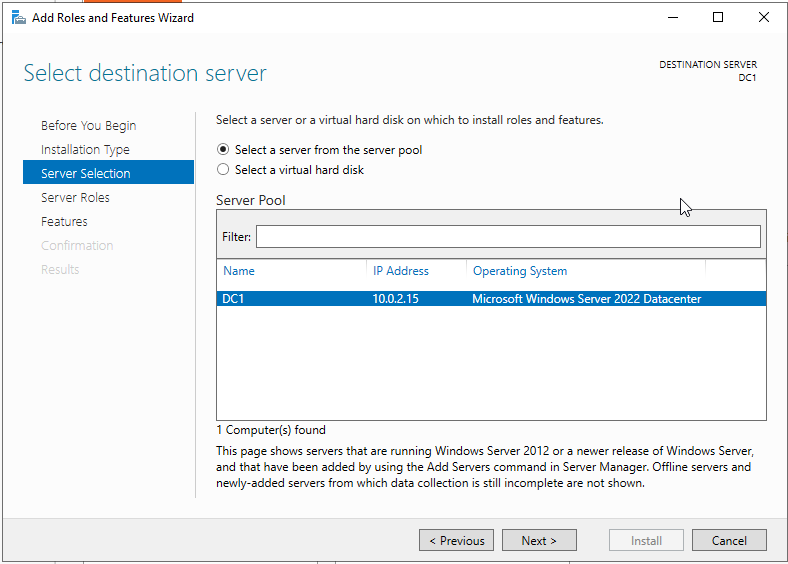 Add Roles and Features Wizard
Select destination server
DESTINATION SERVER
DC1
Before You Begin
Installation Type
Server Selection
Server Roles
Features
Confirmation
Results
Select a server or a virtual hard disk on which to install roles and features.
Select a server from the server pool
Select a virtual hard disk
Server Pool
Filter:
Name IP Address Operating System
DC1 10.0.2.15 Microsoft Windows Server 2022 Datacenter
1 Computer(s) found
This page shows servers that are running Windows Server 2012 or a newer release of Windows Server,
and that have been added by using the Add Servers command in Server Manager. Offline servers and
newly-added servers from which data collection is still incomplete are not shown.
< Previous Next > Install Cancel